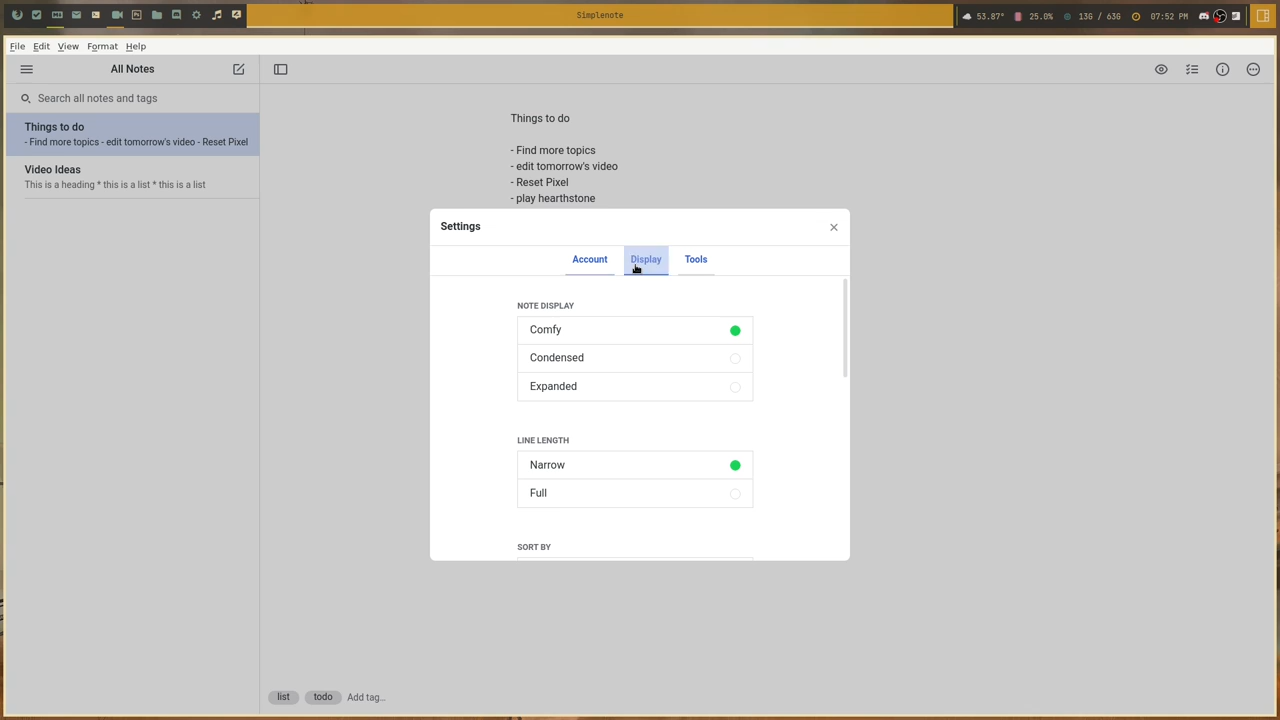 Simplenote
53.87°
25.0%
13G / 63G
07:52 PM
File Edit View Format Help
All Notes
Search all notes and tags
Things to do
- Find more topics - edit tomorrow's video - Reset Pixel
Video Ideas
This is a heading * this is a list * this is a list
Things to do
- Find more topics
- edit tomorrow's video
- Reset Pixel
- play hearthstone
Settings
Account Display Tools
NOTE DISPLAY
Comfy
Condensed
Expanded
LINE LENGTH
Narrow
Full
SORT BY
list todo Add tag...